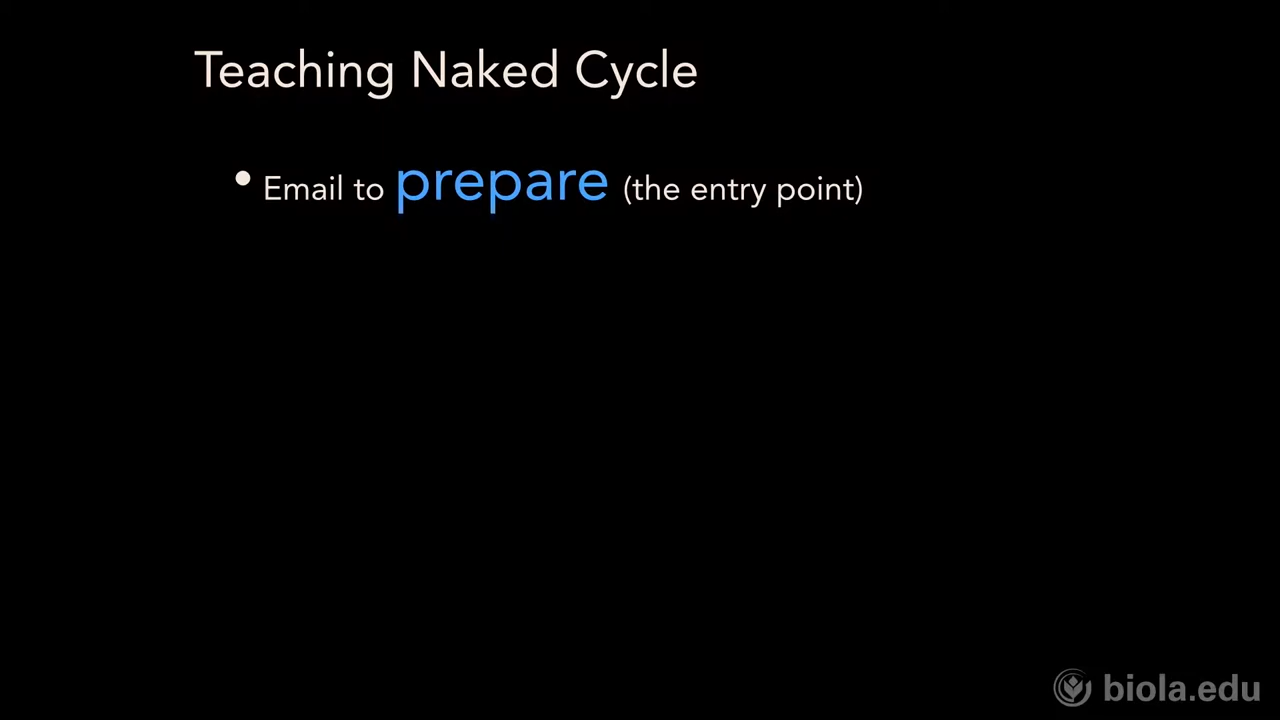 Teaching Naked Cycle
• Email to prepare (the entry point)
biola.edu